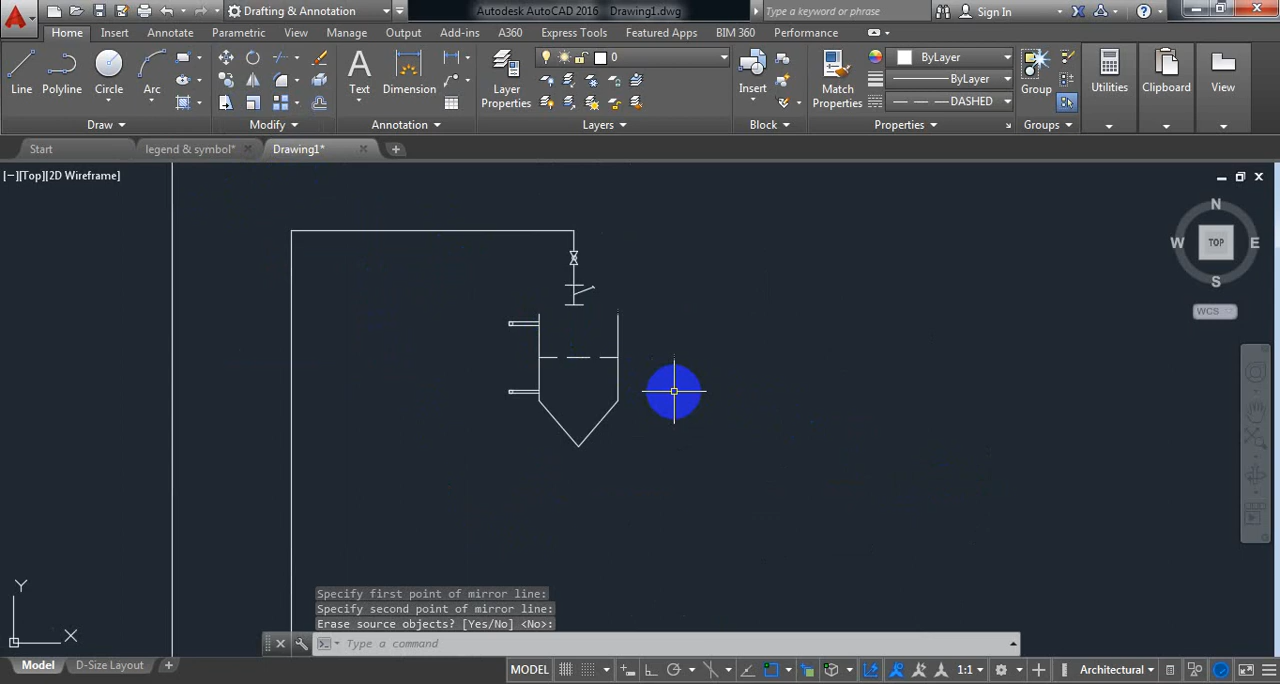 Drafting & Annotation
Autodesk AutoCAD 2016 Drawing1.dwg
Type a keyword or phrase
Sign In
Home Insert Annotate Parametric View Manage Output Add-ins A360 Express Tools Featured Apps BIM 360 Performance
Line Polyline Circle Arc
Text Dimension
Layer Properties
0
Insert
Match Properties
ByLayer
ByLayer
DASHED
Group
Utilities
Clipboard
View
Draw Modify Annotation Layers Block Properties Groups
Start legend & symbol* Drawing1*
[−][Top][2D Wireframe]
N
W TOP E
S
WCS
Y
X
Specify first point of mirror line:
Specify second point of mirror line:
Erase source objects? [Yes/No] <No>:
Type a command
Model D-Size Layout
MODEL 1:1 Architectural